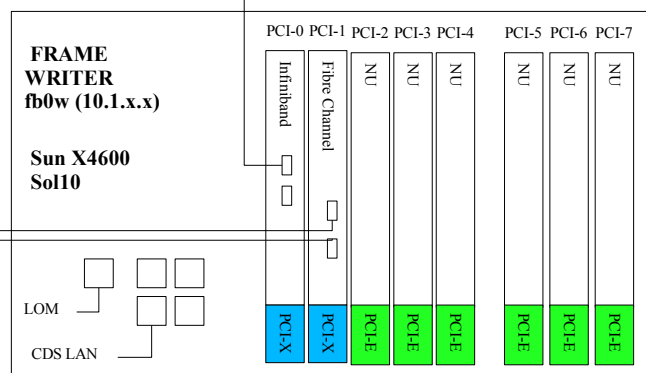 PCI-0 PCI-1 PCI-2 PCI-3 PCI-4 PCI-5 PCI-6 PCI-7
FRAME
WRITER
fb0w (10.1.x.x)
Sun X4600
Sol10
Infiniband
Fibre Channel
NU
NU
NU
NU
NU
NU
LOM
CDS LAN
PCI-X
PCI-X
PCI-E
PCI-E
PCI-E
PCI-E
PCI-E
PCI-E